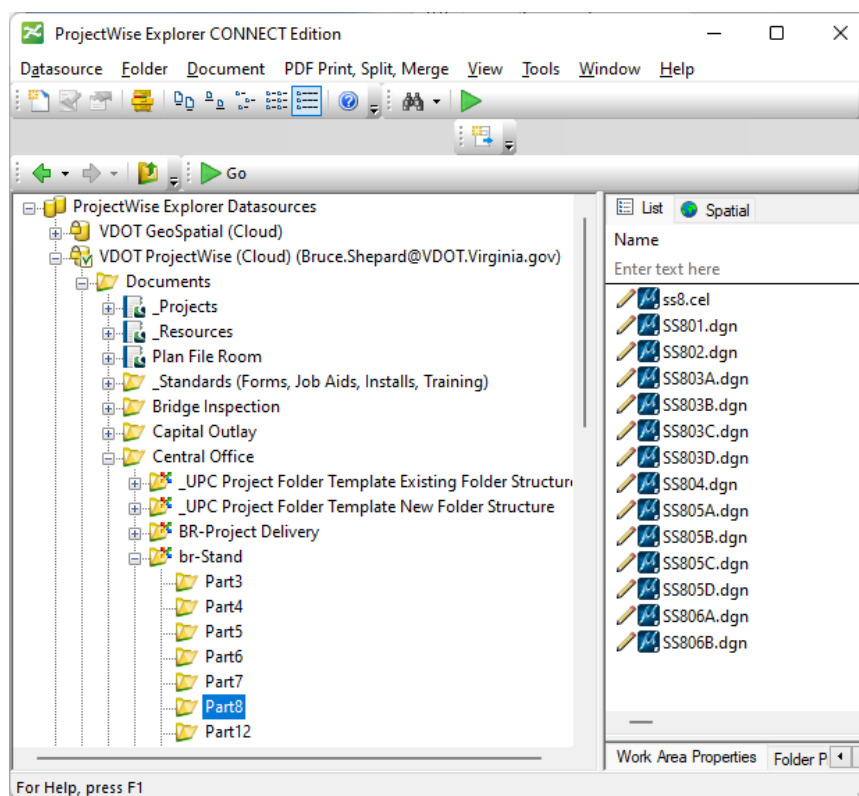 ProjectWise Explorer CONNECT Edition
Datasource Folder Document PDF Print, Split, Merge View Tools Window Help
Go
ProjectWise Explorer Datasources
VDOT GeoSpatial (Cloud)
VDOT ProjectWise (Cloud) (Bruce.Shepard@VDOT.Virginia.gov)
Documents
_Projects
_Resources
Plan File Room
_Standards (Forms, Job Aids, Installs, Training)
Bridge Inspection
Capital Outlay
Central Office
_UPC Project Folder Template Existing Folder Structure
_UPC Project Folder Template New Folder Structure
BR-Project Delivery
br-Stand
Part3
Part4
Part5
Part6
Part7
Part8
Part12
List Spatial
Name
Enter text here
ss8.cel
SS801.dgn
SS802.dgn
SS803A.dgn
SS803B.dgn
SS803C.dgn
SS803D.dgn
SS804.dgn
SS805A.dgn
SS805B.dgn
SS805C.dgn
SS805D.dgn
SS806A.dgn
SS806B.dgn
Work Area Properties Folder P
For Help, press F1